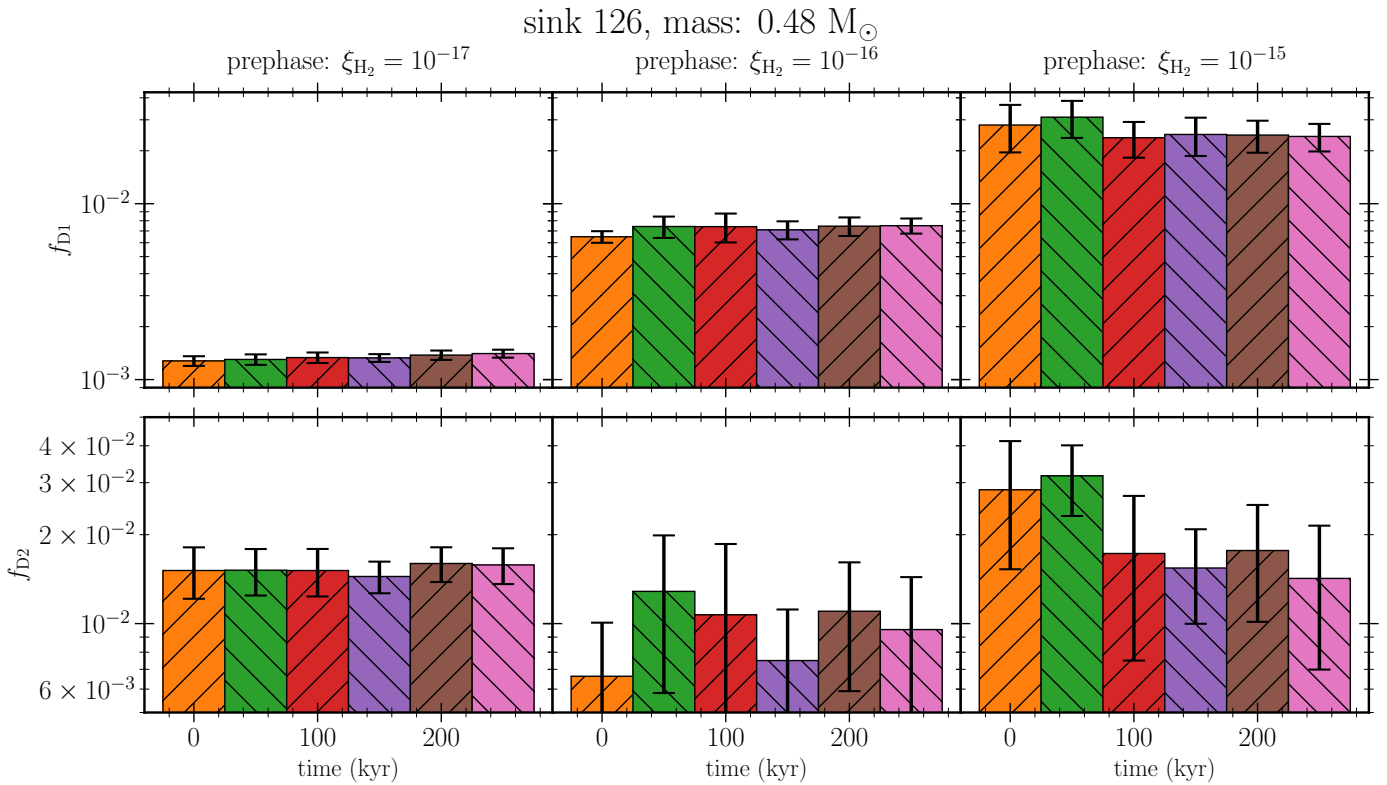 sink 126, mass: 0.48 M⊙
prephase: ξH₂ = 10⁻¹⁷
prephase: ξH₂ = 10⁻¹⁶
prephase: ξH₂ = 10⁻¹⁵
10⁻²
10⁻³
fD1
4 × 10⁻²
3 × 10⁻²
2 × 10⁻²
10⁻²
6 × 10⁻³
fD2
0 100 200
0 100 200
0 100 200
time (kyr)
time (kyr)
time (kyr)